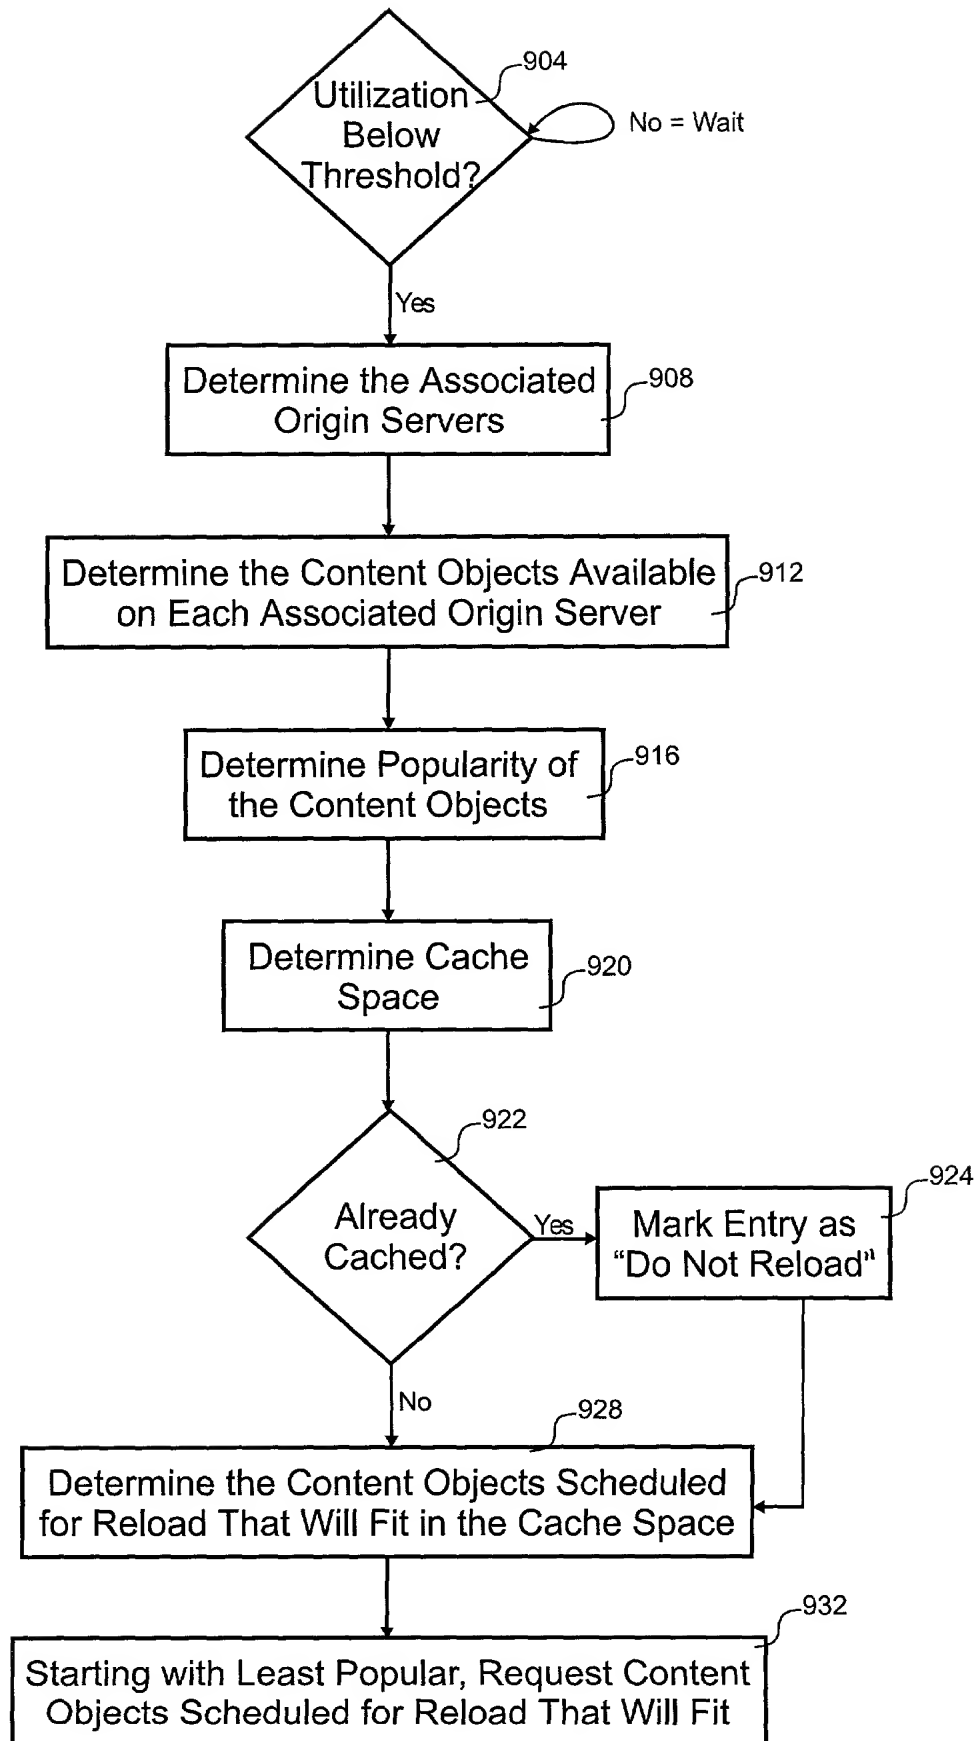 904
Utilization
Below
Threshold?
No = Wait
Yes
Determine the Associated
Origin Servers
908
Determine the Content Objects Available
on Each Associated Origin Server
912
Determine Popularity of
the Content Objects
916
Determine Cache
Space
920
922
Already
Cached?
Yes
924
Mark Entry as
“Do Not Reload”
No
928
Determine the Content Objects Scheduled
for Reload That Will Fit in the Cache Space
932
Starting with Least Popular, Request Content
Objects Scheduled for Reload That Will Fit